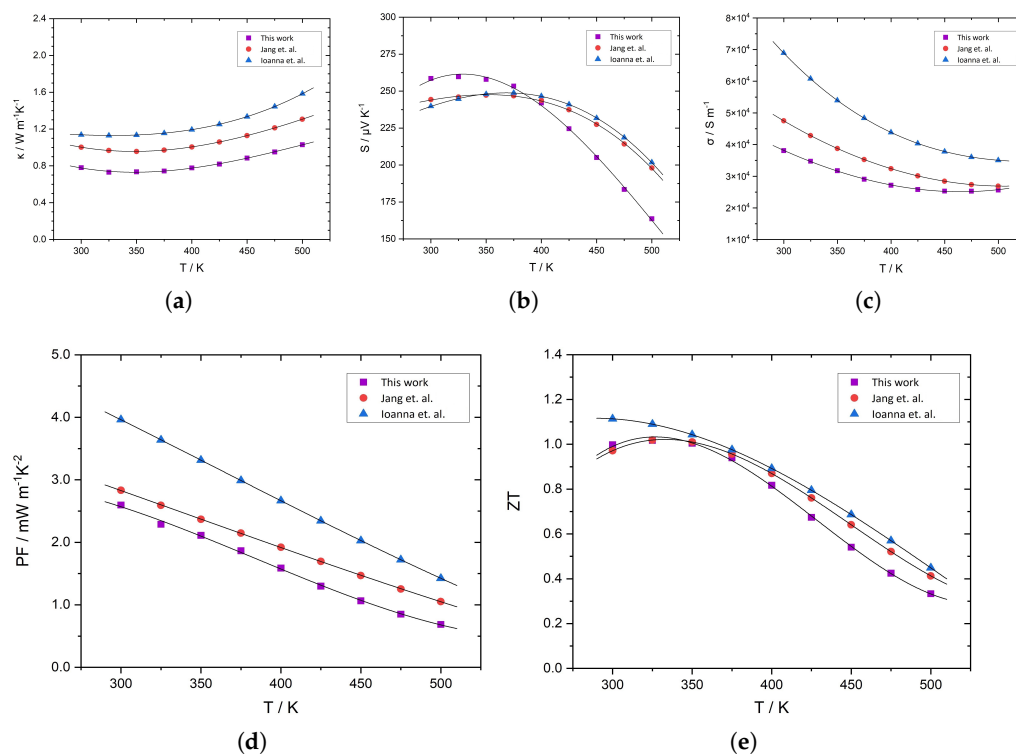 2.4
2.0
1.6
1.2
0.8
0.4
0.0
κ / W m⁻¹K⁻¹
This work
Jang et. al.
Ioanna et. al.
300 350 400 450 500
T / K
(a)
300
275
250
225
200
175
150
S / µV K⁻¹
This work
Jang et. al.
Ioanna et. al.
300 350 400 450 500
T / K
(b)
8×10⁴
7×10⁴
6×10⁴
5×10⁴
4×10⁴
3×10⁴
2×10⁴
1×10⁴
σ / S m⁻¹
This work
Jang et. al.
Ioanna et. al.
300 350 400 450 500
T / K
(c)
5.0
4.0
3.0
2.0
1.0
0.0
PF / mW m⁻¹K⁻²
This work
Jang et. al.
Ioanna et. al.
300 350 400 450 500
T / K
(d)
1.4
1.2
1.0
0.8
0.6
0.4
0.2
0.0
ZT
This work
Jang et. al.
Ioanna et. al.
300 350 400 450 500
T / K
(e)